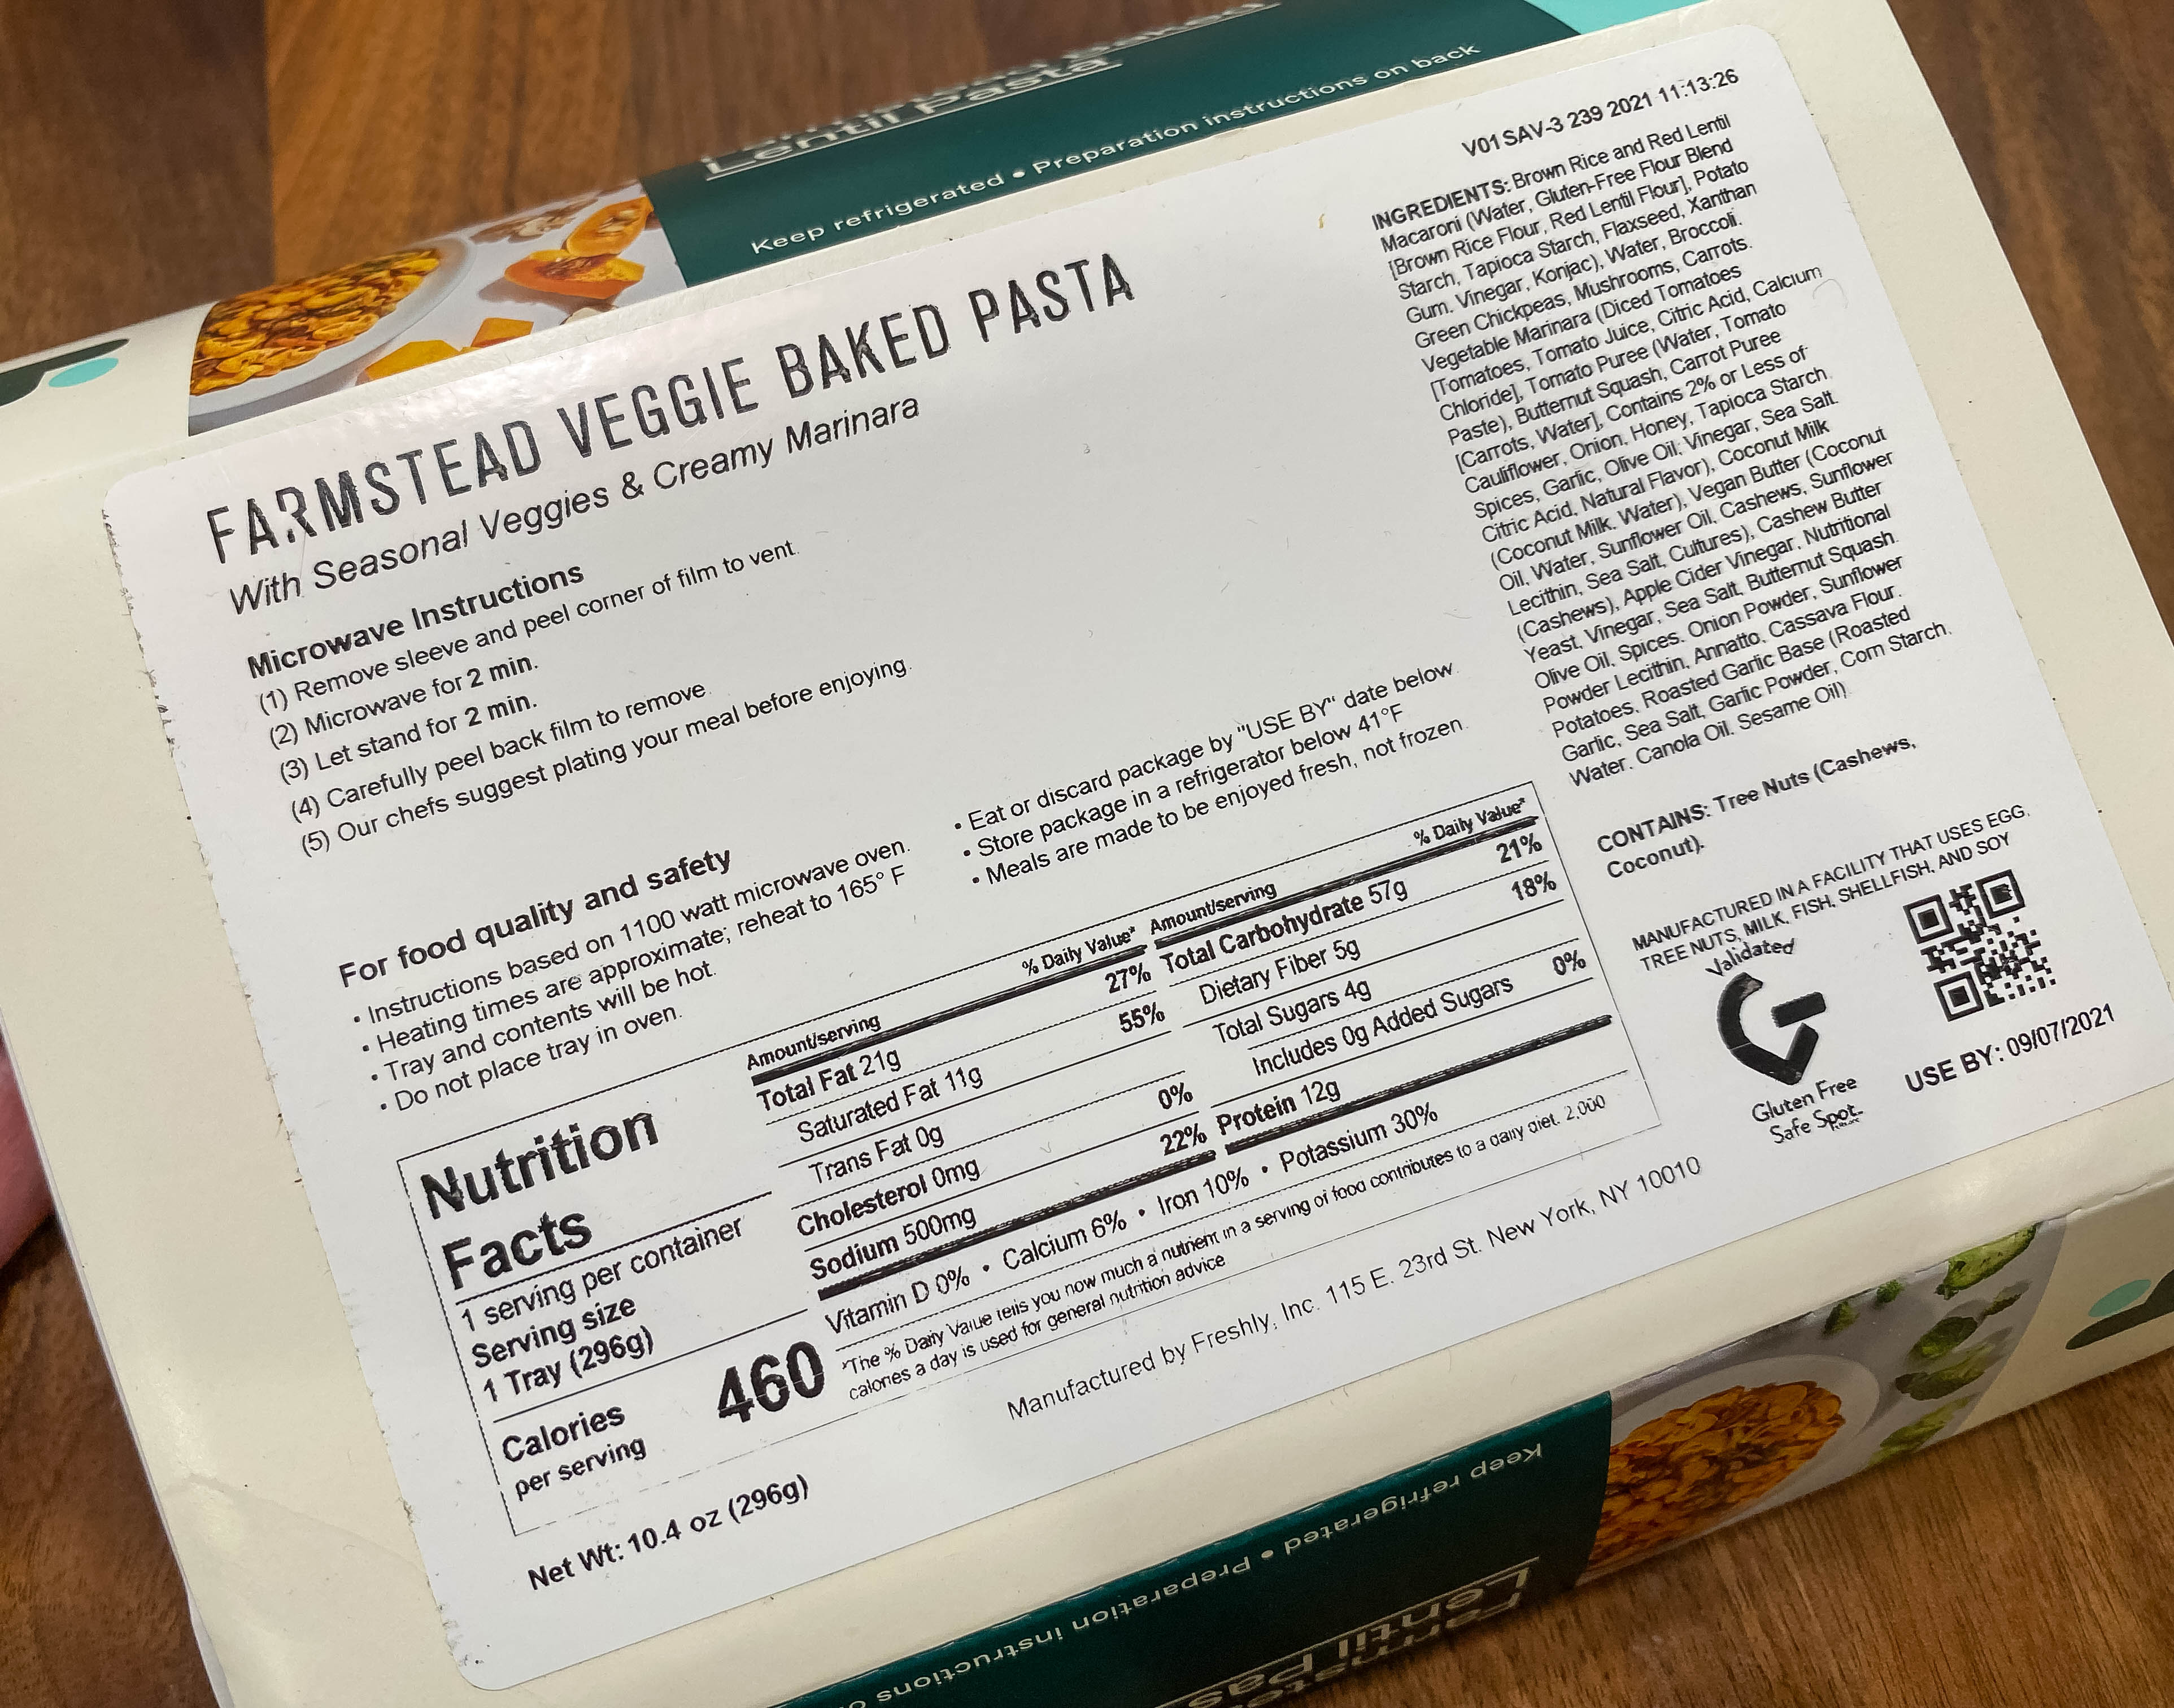 Lentil Pasta
Keep refrigerated • Preparation instructions on back
FARMSTEAD VEGGIE BAKED PASTA
With Seasonal Veggies & Creamy Marinara
Microwave Instructions
(1) Remove sleeve and peel corner of film to vent.
(2) Microwave for 2 min.
(3) Let stand for 2 min.
(4) Carefully peel back film to remove.
(5) Our chefs suggest plating your meal before enjoying.
For food quality and safety
• Instructions based on 1100 watt microwave oven.
• Heating times are approximate; reheat to 165° F
• Tray and contents will be hot.
• Do not place tray in oven.
• Eat or discard package by "USE BY" date below.
• Store package in a refrigerator below 41°F
• Meals are made to be enjoyed fresh, not frozen.
Nutrition
Facts
1 serving per container
Serving size
1 Tray (296g)
Calories
per serving
460
Amount/serving % Daily Value*
Total Fat 21g 27%
Saturated Fat 11g 55%
Trans Fat 0g
Cholesterol 0mg 0%
Sodium 500mg 22%
Amount/serving % Daily Value*
Total Carbohydrate 57g 21%
Dietary Fiber 5g 18%
Total Sugars 4g
Includes 0g Added Sugars 0%
Protein 12g
Vitamin D 0% • Calcium 6% • Iron 10% • Potassium 30%
*The % Daily Value tells you how much a nutrient in a serving of food contributes to a daily diet. 2,000
calories a day is used for general nutrition advice
Net Wt: 10.4 oz (296g)
Manufactured by Freshly, Inc. 115 E. 23rd St. New York, NY 10010
V01SAV-3 239 2021 11:13:26
INGREDIENTS: Brown Rice and Red Lentil
Macaroni (Water, Gluten-Free Flour Blend
[Brown Rice Flour, Red Lentil Flour], Potato
Starch, Tapioca Starch, Flaxseed, Xanthan
Gum, Vinegar, Konjac), Water, Broccoli,
Green Chickpeas, Mushrooms, Carrots,
Vegetable Marinara (Diced Tomatoes
[Tomatoes, Tomato Juice, Citric Acid, Calcium
Chloride], Tomato Puree (Water, Tomato
Paste), Butternut Squash, Carrot Puree
[Carrots, Water], Contains 2% or Less of
Cauliflower, Onion, Honey, Tapioca Starch,
Spices, Garlic, Olive Oil, Vinegar, Sea Salt,
Citric Acid, Natural Flavor), Coconut Milk
(Coconut Milk, Water), Vegan Butter (Coconut
Oil, Water, Sunflower Oil, Cashews, Sunflower
Lecithin, Sea Salt, Cultures), Cashew Butter
(Cashews), Apple Cider Vinegar, Nutritional
Yeast, Vinegar, Sea Salt, Butternut Squash,
Olive Oil, Spices, Onion Powder, Sunflower
Powder Lecithin, Annatto, Cassava Flour,
Potatoes, Roasted Garlic Base (Roasted
Garlic, Sea Salt, Garlic Powder, Corn Starch,
Water, Canola Oil, Sesame Oil)
CONTAINS: Tree Nuts (Cashews,
Coconut).
MANUFACTURED IN A FACILITY THAT USES EGG,
TREE NUTS, MILK, FISH, SHELLFISH, AND SOY
Validated
G
Gluten Free
Safe Spot.
USE BY: 09/07/2021
Keep refrigerated • Preparation instructions
Lentil Pas